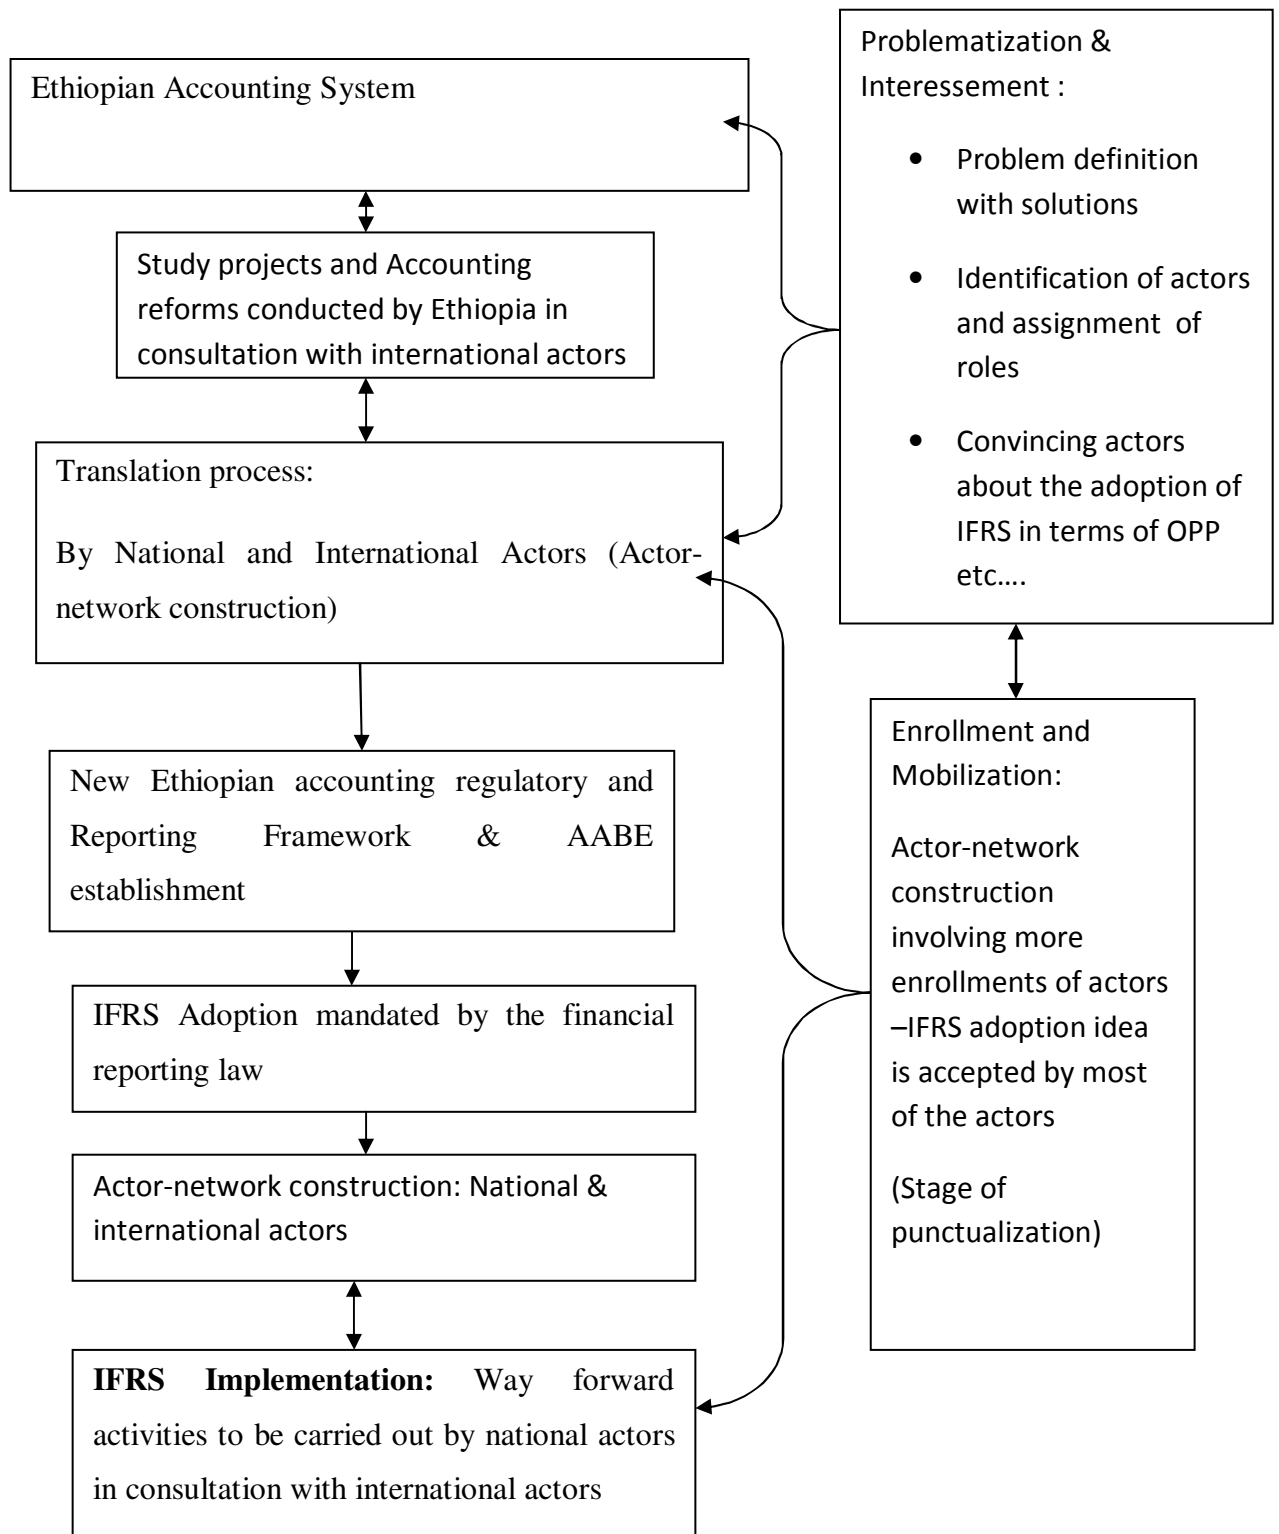 Ethiopian Accounting System
Study projects and Accounting
reforms conducted by Ethiopia in
consultation with international actors
Translation process:
By National and International Actors (Actor-
network construction)
New Ethiopian accounting regulatory and
Reporting Framework & AABE
establishment
IFRS Adoption mandated by the financial
reporting law
Actor-network construction: National &
international actors
IFRS Implementation: Way forward
activities to be carried out by national actors
in consultation with international actors
Problematization &
Interessement :
• Problem definition
with solutions
• Identification of actors
and assignment of
roles
• Convincing actors
about the adoption of
IFRS in terms of OPP
etc....
Enrollment and
Mobilization:
Actor-network
construction
involving more
enrollments of actors
–IFRS adoption idea
is accepted by most
of the actors
(Stage of
punctualization)